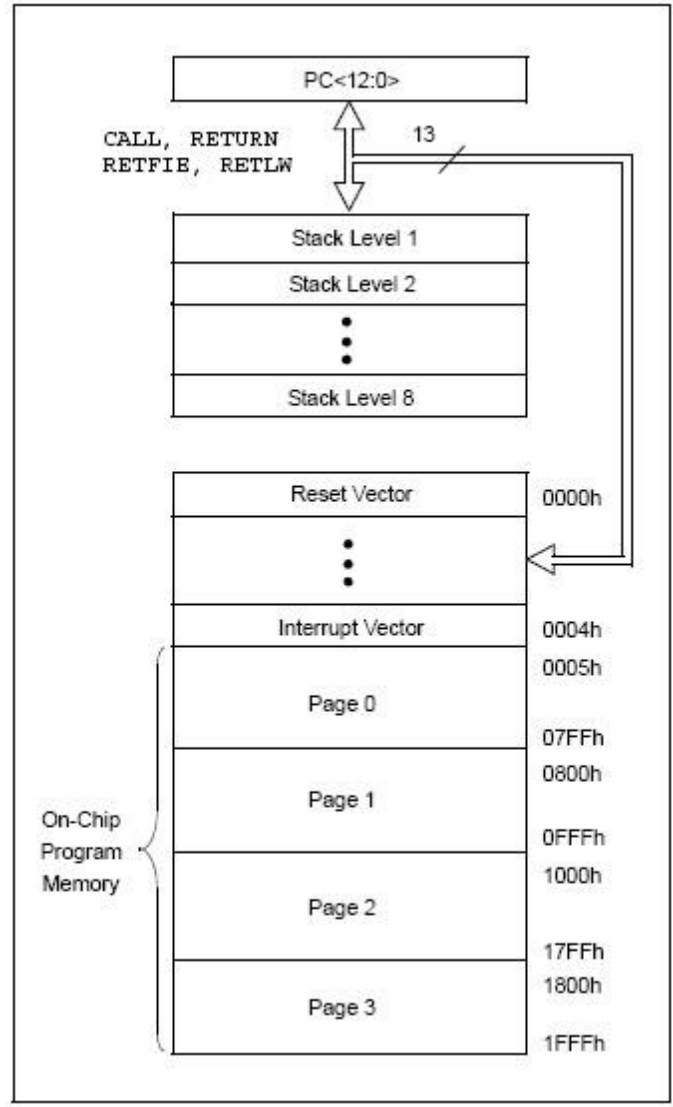 PC<12:0>
CALL, RETURN
RETFIE, RETLW
13
Stack Level 1
Stack Level 2
Stack Level 8
Reset Vector
0000h
Interrupt Vector
0004h
0005h
Page 0
07FFh
0800h
Page 1
0FFFh
On-Chip
Program
Memory
1000h
Page 2
17FFh
1800h
Page 3
1FFFh